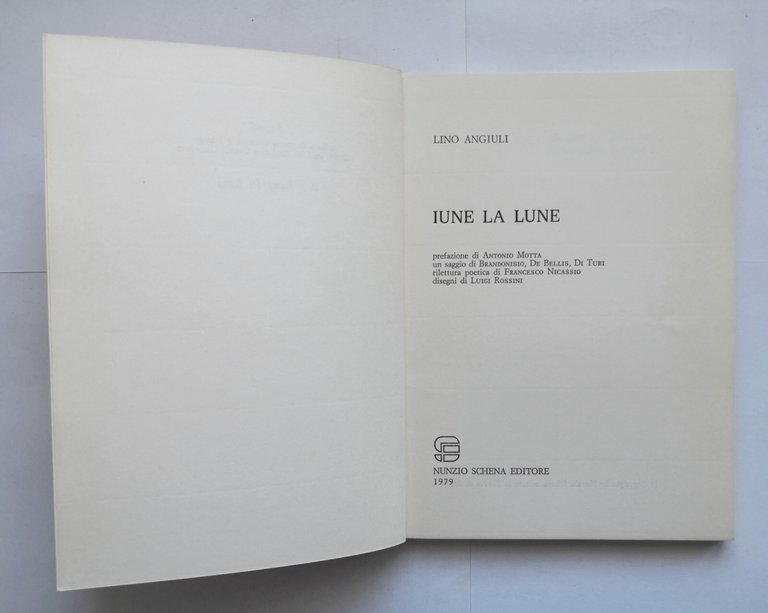 LINO ANGIULI
IUNE LA LUNE
prefazione di ANTONIO MOTTA
un saggio di BRANDONISIO, DE BELLIS, DI TURI
rilettura poetica di FRANCESCO NICASSIO
disegni di LUIGI ROSSINI
NUNZIO SCHENA EDITORE
1979